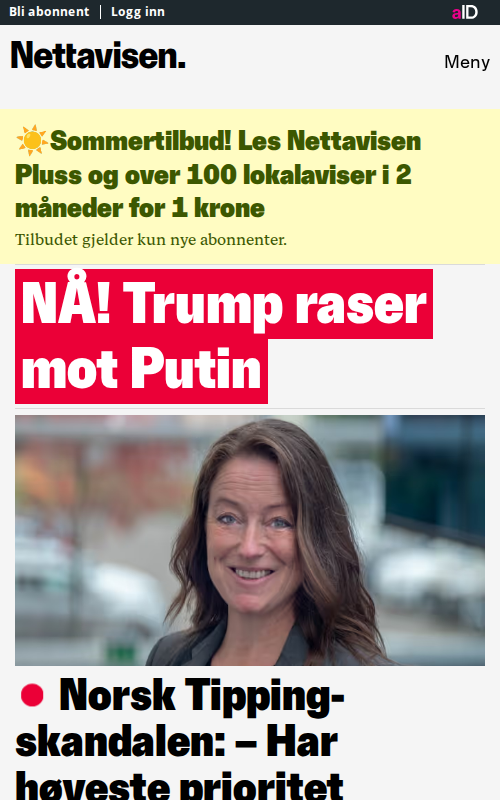 Bli abonnent | Logg inn
aID
Nettavisen.
Meny
☀️Sommertilbud! Les Nettavisen
Pluss og over 100 lokalaviser i 2
måneder for 1 krone
Tilbudet gjelder kun nye abonnenter.
NÅ! Trump raser
mot Putin
Norsk Tipping-
skandalen: – Har
høyeste prioritet